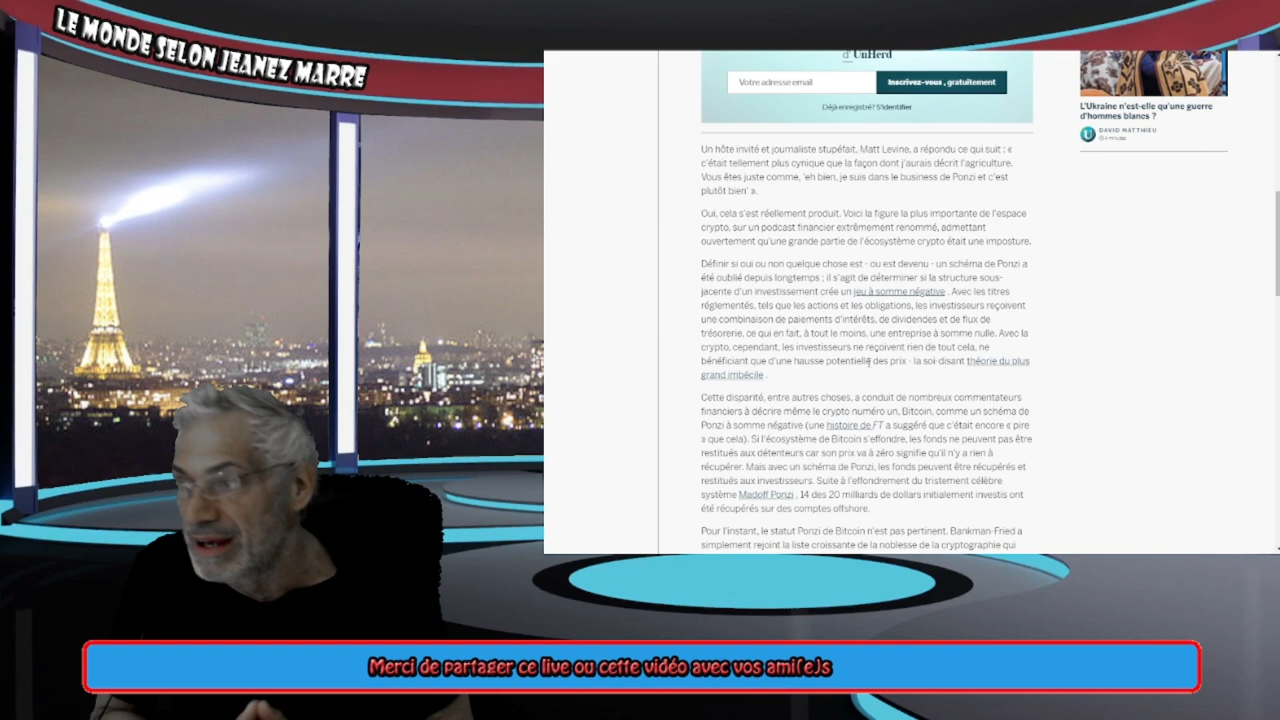 LE MONDE SELON JEANEZ MARRE
d'UnHerd
Votre adresse email
Inscrivez-vous , gratuitement
Déjà enregistré? S'identifier
Un hôte invité et journaliste stupéfait, Matt Levine, a répondu ce qui suit : «
c'était tellement plus cynique que la façon dont j'aurais décrit l'agriculture.
Vous êtes juste comme, 'eh bien, je suis dans le business de Ponzi et c'est
plutôt bien' ».
Oui, cela s'est réellement produit. Voici la figure la plus importante de l'espace
crypto, sur un podcast financier extrêmement renommé, admettant
ouvertement qu'une grande partie de l'écosystème crypto était une imposture.
Définir si oui ou non quelque chose est - ou est devenu - un schéma de Ponzi a
été oublié depuis longtemps ; il s'agit de déterminer si la structure sous-
jacente d'un investissement crée un jeu à somme négative . Avec les titres
réglementés, tels que les actions et les obligations, les investisseurs reçoivent
une combinaison de paiements d'intérêts, de dividendes et de flux de
trésorerie, ce qui en fait, à tout le moins, une entreprise à somme nulle. Avec la
crypto, cependant, les investisseurs ne reçoivent rien de tout cela, ne
bénéficiant que d'une hausse potentielle des prix - la soi-disant théorie du plus
grand imbécile .
Cette disparité, entre autres choses, a conduit de nombreux commentateurs
financiers à décrire même le crypto numéro un, Bitcoin, comme un schéma de
Ponzi à somme négative (une histoire de FT a suggéré que c'était encore « pire
» que cela). Si l'écosystème de Bitcoin s'effondre, les fonds ne peuvent pas être
restitués aux détenteurs car son prix va à zéro signifie qu'il n'y a rien à
récupérer. Mais avec un schéma de Ponzi, les fonds peuvent être récupérés et
restitués aux investisseurs. Suite à l'effondrement du tristement célèbre
système Madoff Ponzi , 14 des 20 milliards de dollars initialement investis ont
été récupérés sur des comptes offshore.
Pour l'instant, le statut Ponzi de Bitcoin n'est pas pertinent. Bankman-Fried a
simplement rejoint la liste croissante de la noblesse de la cryptographie qui
L'Ukraine n'est-elle qu'une guerre
d'hommes blancs ?
DAVID MATTHIEU
Merci de partager ce live ou cette vidéo avec vos ami(e)s